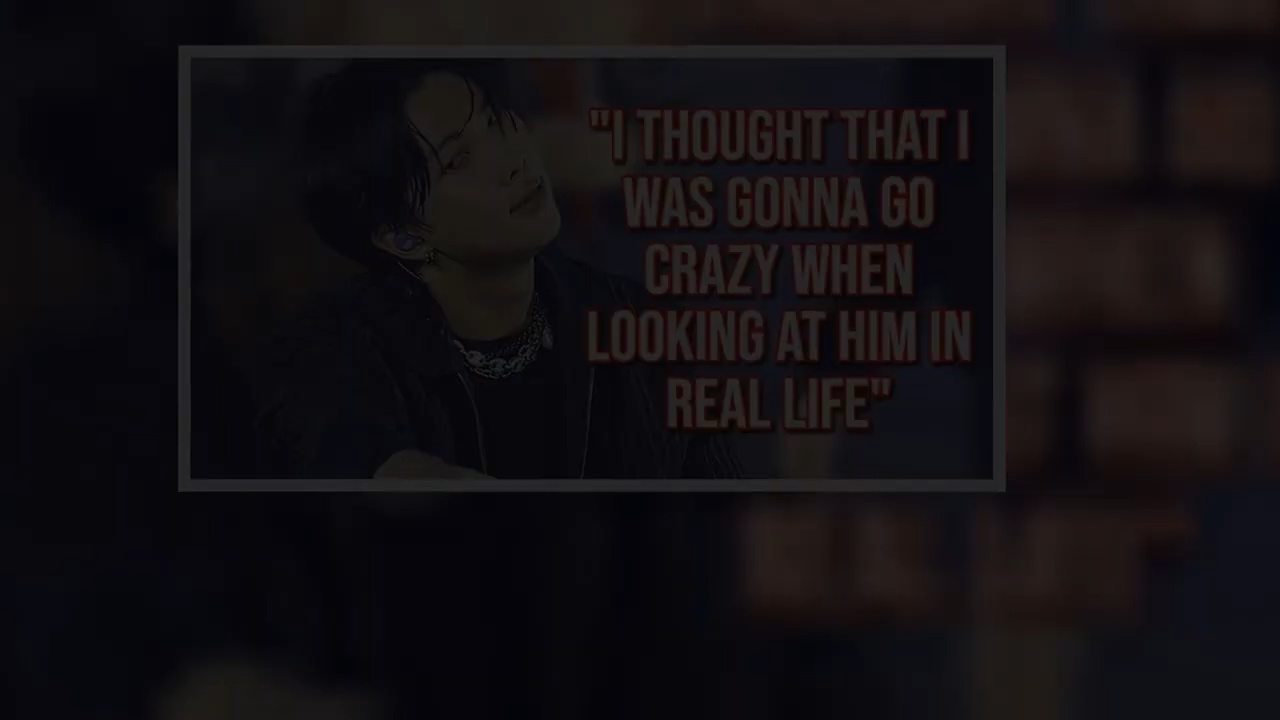 "I THOUGHT THAT I
WAS GONNA GO
CRAZY WHEN
LOOKING AT HIM IN
REAL LIFE"